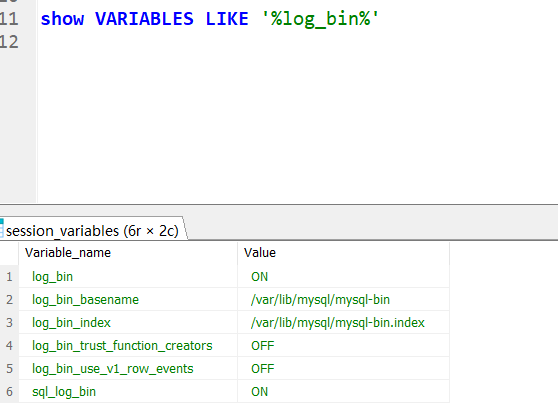 11 show VARIABLES LIKE '%log_bin%'
12
session_variables (6r × 2c)
Variable_name Value
1 log_bin ON
2 log_bin_basename /var/lib/mysql/mysql-bin
3 log_bin_index /var/lib/mysql/mysql-bin.index
4 log_bin_trust_function_creators OFF
5 log_bin_use_v1_row_events OFF
6 sql_log_bin ON